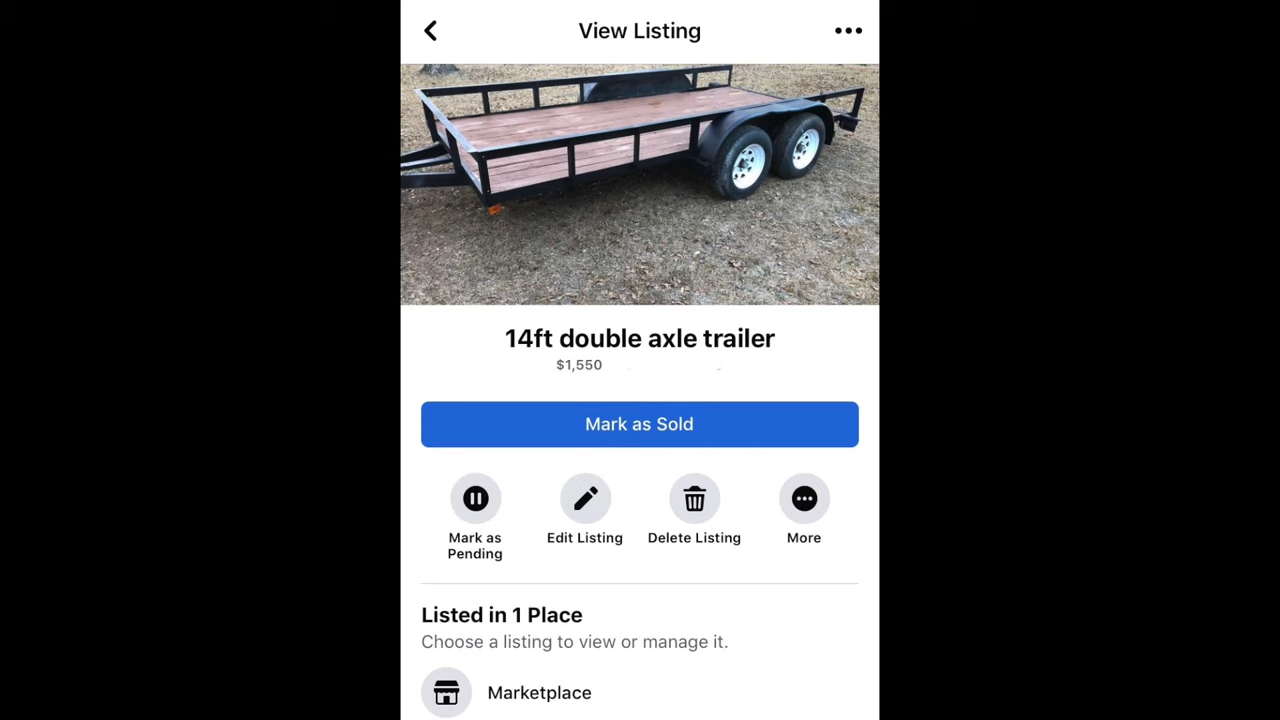 View Listing
14ft double axle trailer
$1,550
Mark as Sold
Mark as
Pending
Edit Listing
Delete Listing
More
Listed in 1 Place
Choose a listing to view or manage it.
Marketplace